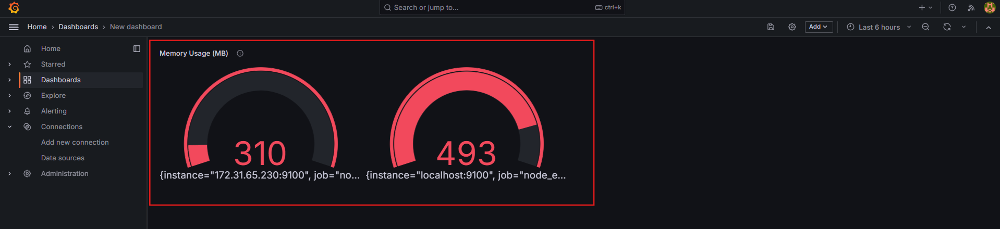 Search or jump to... ctrl+k
Home › Dashboards › New dashboard Add Last 6 hours
Home
Starred
Dashboards
Explore
Alerting
Connections
Add new connection
Data sources
Administration
Memory Usage (MB)
310 493
{instance="172.31.65.230:9100", job="no... {instance="localhost:9100", job="node_e...